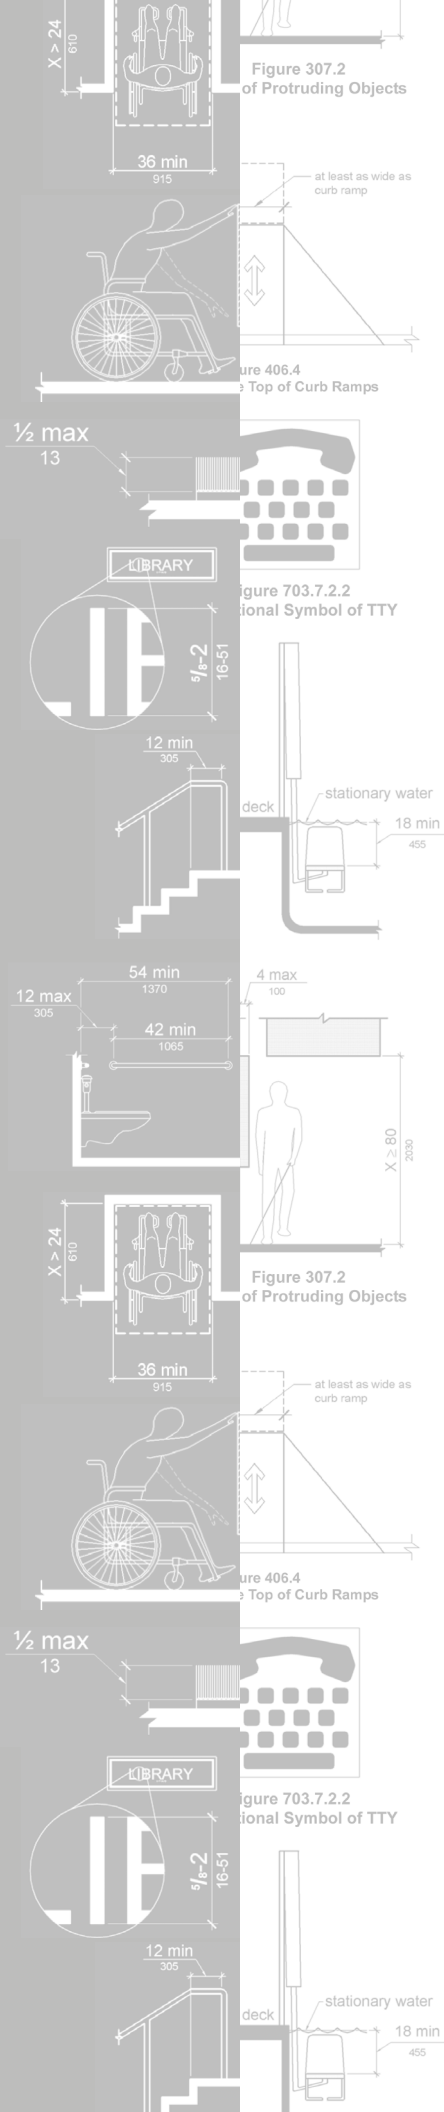 X > 24
610
Figure 307.2
of Protruding Objects
36 min
915
at least as wide as
curb ramp
ure 406.4
e Top of Curb Ramps
½ max
13
LIBRARY
igure 703.7.2.2
tional Symbol of TTY
5/8-2
16-51
12 min
305
deck
stationary water
18 min
455
54 min
1370
4 max
100
12 max
305
42 min
1065
X ≥ 80
2030
X > 24
610
Figure 307.2
of Protruding Objects
36 min
915
at least as wide as
curb ramp
ure 406.4
e Top of Curb Ramps
½ max
13
LIBRARY
igure 703.7.2.2
tional Symbol of TTY
5/8-2
16-51
12 min
305
deck
stationary water
18 min
455